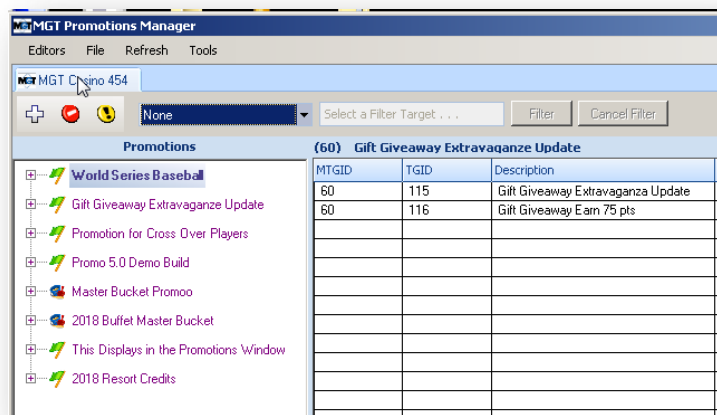 MGT MGT Promotions Manager
Editors File Refresh Tools
MGT MGT Casino 454
None Select a Filter Target . . . Filter Cancel Filter
Promotions (60) Gift Giveaway Extravaganze Update
MTGID TGID Description
World Series Baseball
60 115 Gift Giveaway Extravaganza Update
Gift Giveaway Extravaganze Update
60 116 Gift Giveaway Earn 75 pts
Promotion for Cross Over Players
Promo 5.0 Demo Build
Master Bucket Promoo
2018 Buffet Master Bucket
This Displays in the Promotions Window
2018 Resort Credits